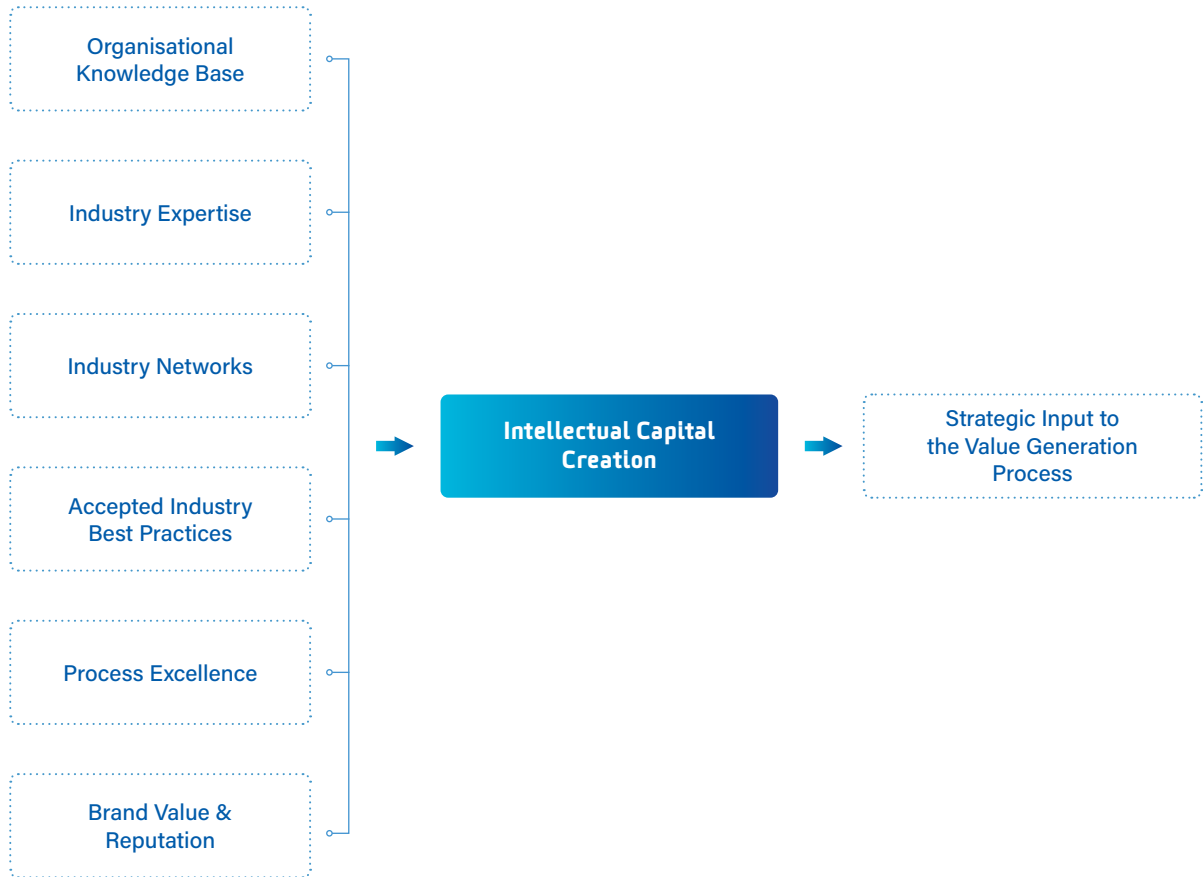 Organisational
Knowledge Base
Industry Expertise
Industry Networks
Accepted Industry
Best Practices
Process Excellence
Brand Value &
Reputation
Intellectual Capital
Creation
Strategic Input to
the Value Generation
Process